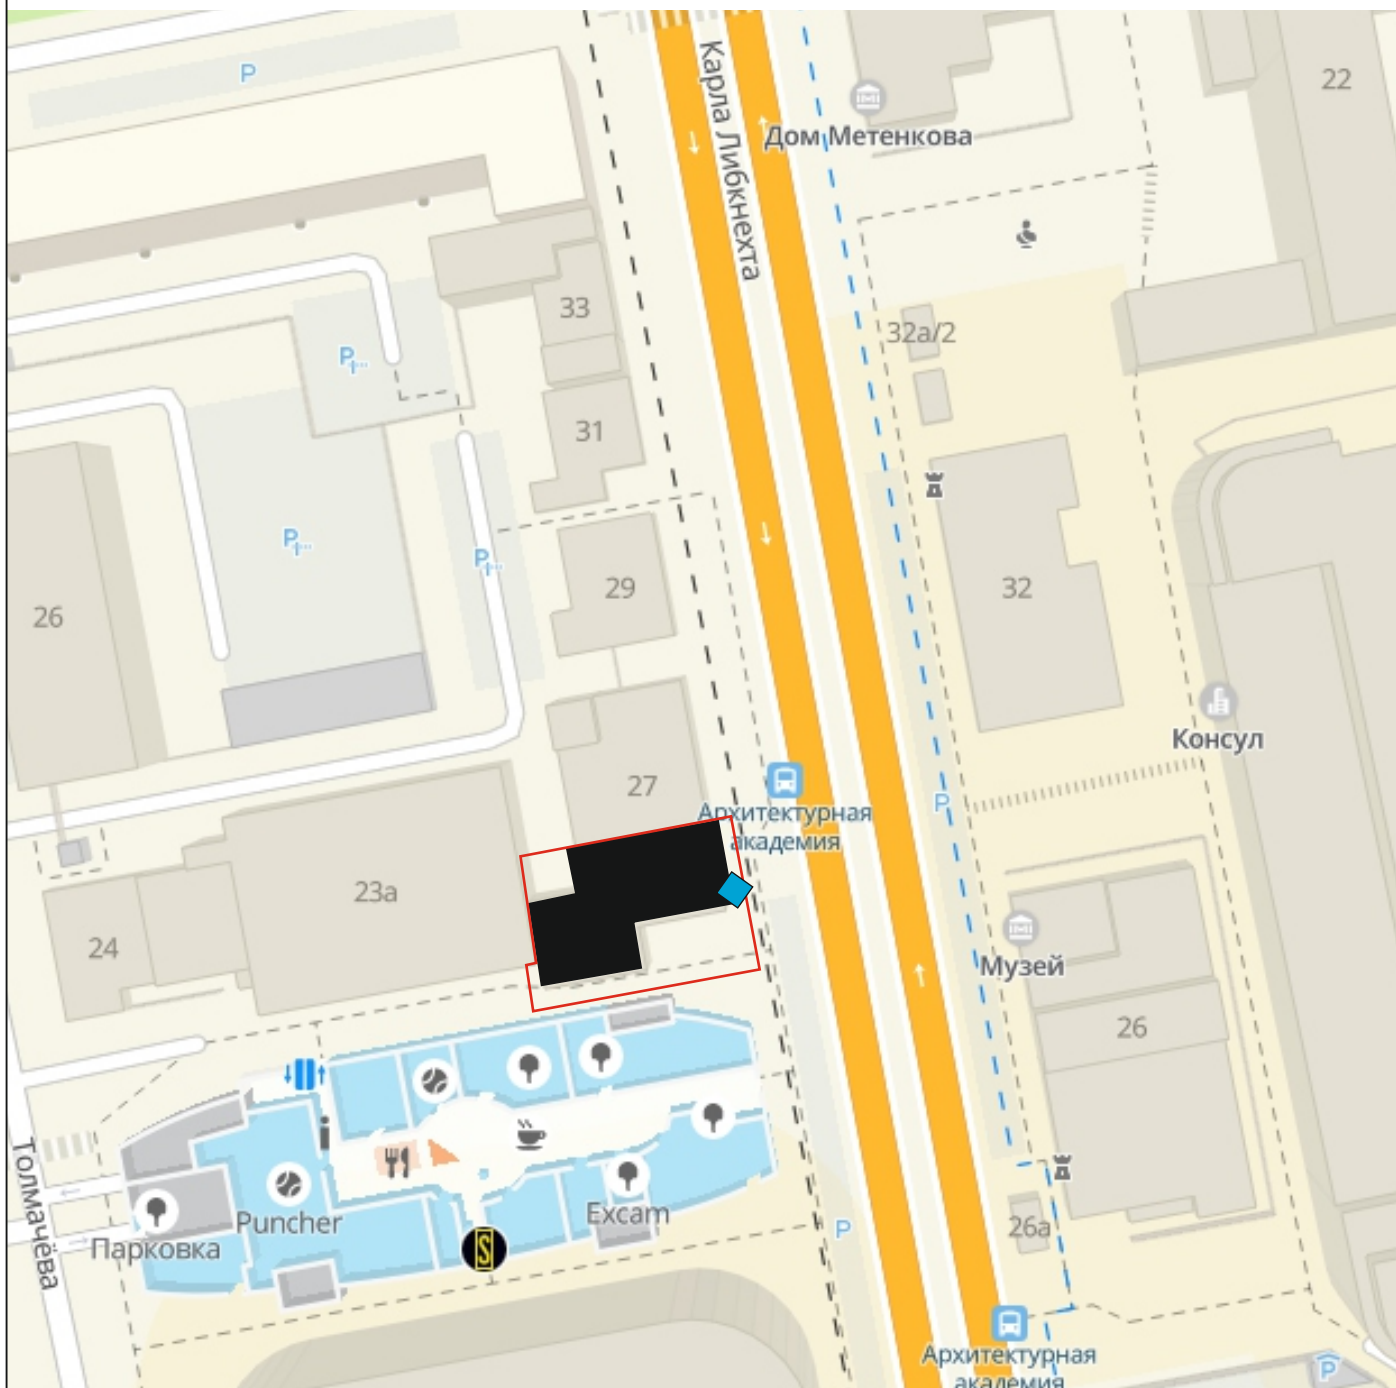 P
Карла Либкнехта
Дом Метенкова
22
33
32а/2
P
31
P
P
29
32
26
Консул
27
Архитектурная
академия
P
23а
24
Музей
26
Толмачёва
Puncher
Excam
Парковка
S
P
26а
Архитектурная
академия
P